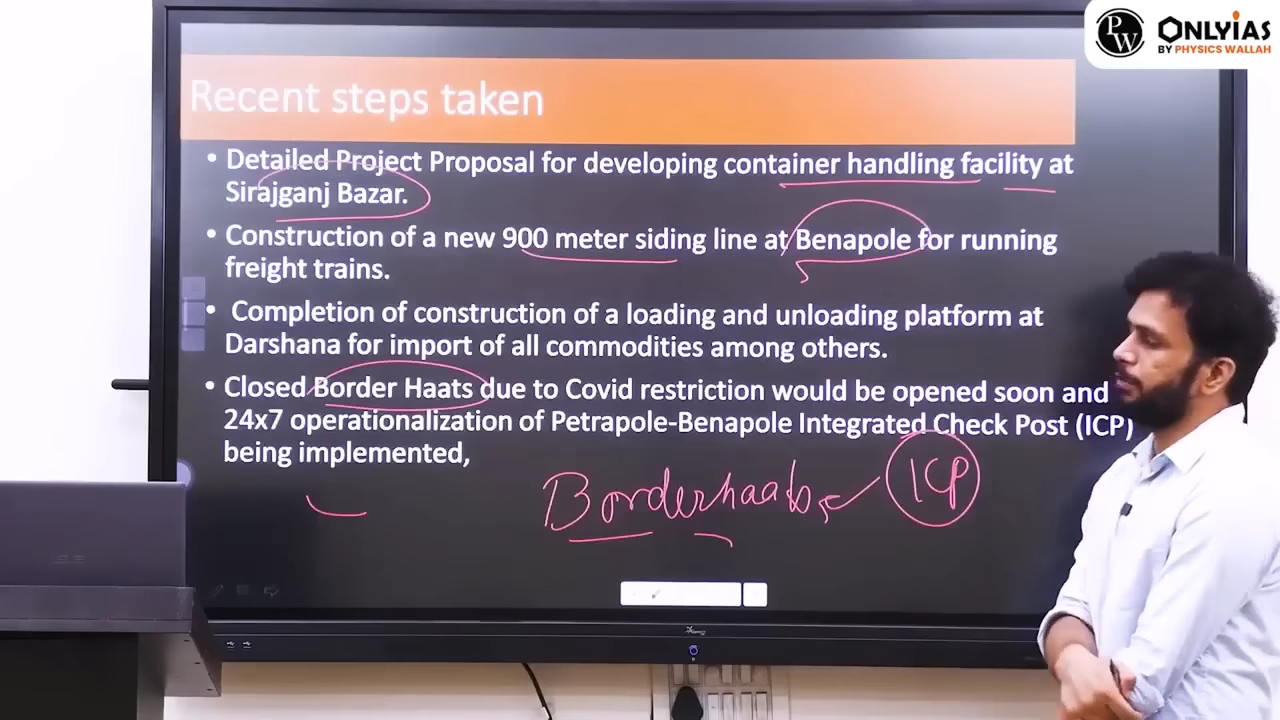 PW
ONLYIAS
BY PHYSICS WALLAH
Recent steps taken
• Detailed Project Proposal for developing container handling facility at
Sirajganj Bazar.
• Construction of a new 900 meter siding line at Benapole for running
freight trains.
• Completion of construction of a loading and unloading platform at
Darshana for import of all commodities among others.
• Closed Border Haats due to Covid restriction would be opened soon and
24x7 operationalization of Petrapole-Benapole Integrated Check Post (ICP)
being implemented,
Borderhaats
ICP